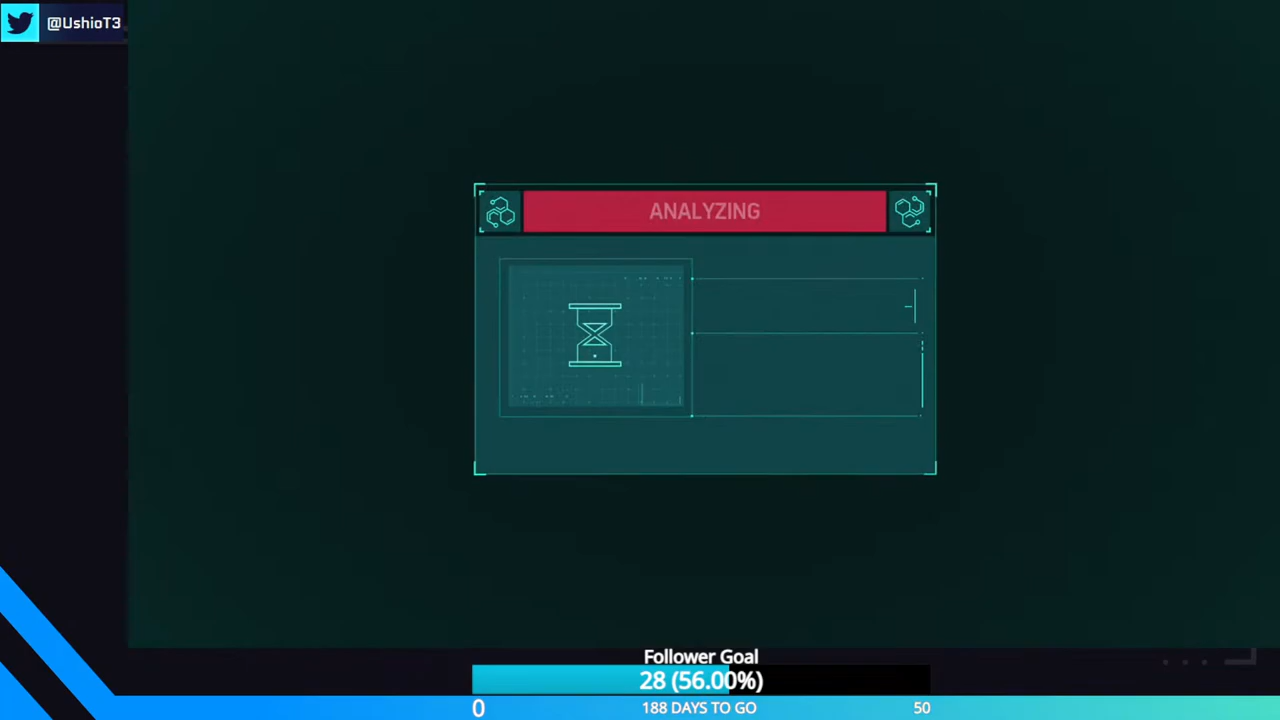 @UshioT3
ANALYZING
Follower Goal
28 (56.00%)
0
188 DAYS TO GO
50